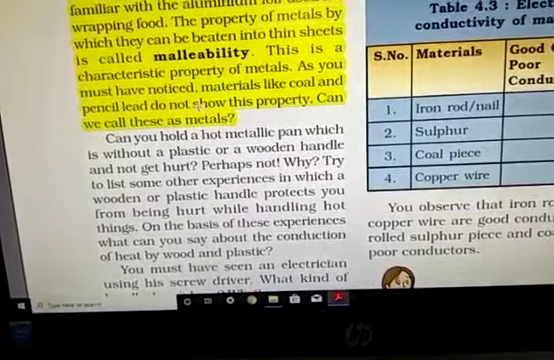 familiar with the aluminium foil used
wrapping food. The property of metals by
which they can be beaten into thin sheets
is called malleability. This is a
characteristic property of metals. As you
must have noticed, materials like coal and
pencil lead do not show this property. Can
we call these as metals?
Can you hold a hot metallic pan which
is without a plastic or a wooden handle
and not get hurt? Perhaps not! Why? Try
to list some other experiences in which a
wooden or plastic handle protects you
from being hurt while handling hot
things. On the basis of these experiences
what can you say about the conduction
of heat by wood and plastic?
You must have seen an electrician
using his screw driver. What kind of
Table 4.3 : Elect
conductivity of ma
S.No. Materials Good
Poor
Condu
1. Iron rod/nail
2. Sulphur
3. Coal piece
4. Copper wire
You observe that iron ro
copper wire are good condu
rolled sulphur piece and co
poor conductors.
Type here to search
hp